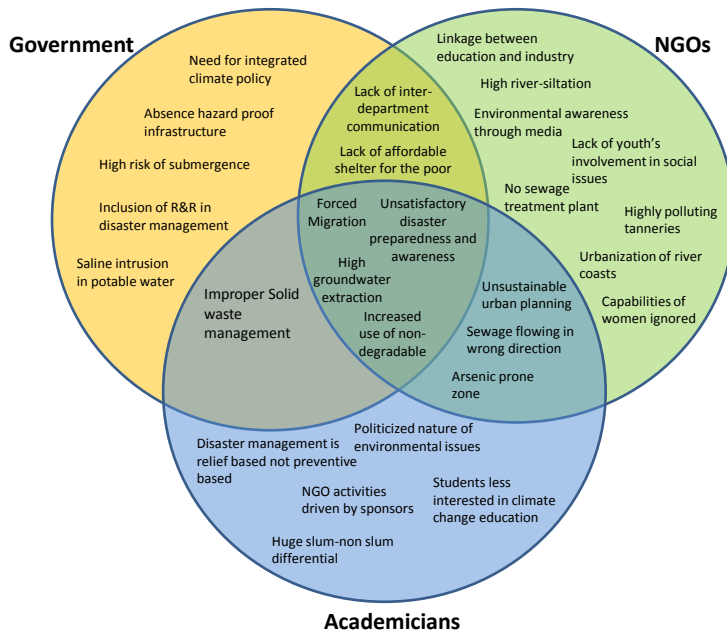 Government
NGOs
Need for integrated
climate policy
Absence hazard proof
infrastructure
High risk of submergence
Inclusion of R&R in
disaster management
Saline intrusion
in potable water
Lack of inter-
department
communication
Lack of affordable
shelter for the poor
Linkage between
education and industry
High river-siltation
Environmental awareness
through media
Lack of youth's
involvement in social
issues
No sewage
treatment plant
Highly polluting
tanneries
Urbanization of river
coasts
Capabilities of
women ignored
Forced
Migration
Unsatisfactory
disaster
preparedness and
awareness
High
groundwater
extraction
Increased
use of non-
degradable
Improper Solid
waste
management
Unsustainable
urban planning
Sewage flowing in
wrong direction
Arsenic prone
zone
Politicized nature of
environmental issues
Disaster management is
relief based not preventive
based
NGO activities
driven by sponsors
Students less
interested in climate
change education
Huge slum-non slum
differential
Academicians